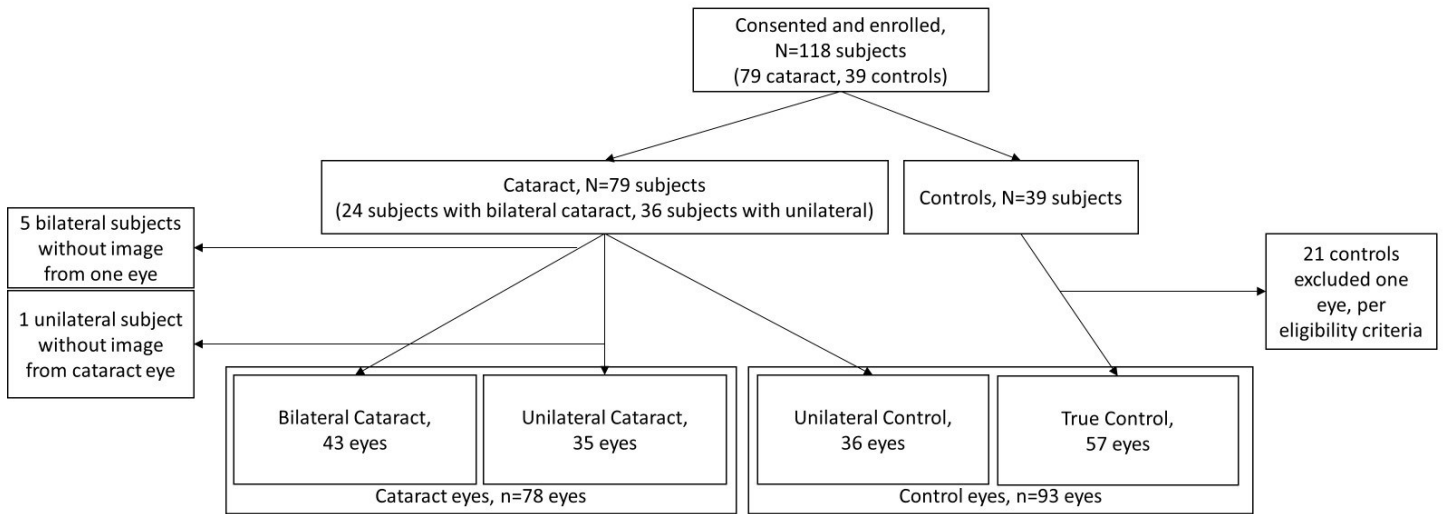 Consented and enrolled,
N=118 subjects
(79 cataract, 39 controls)
Cataract, N=79 subjects
(24 subjects with bilateral cataract, 36 subjects with unilateral)
Controls, N=39 subjects
5 bilateral subjects
without image
from one eye
1 unilateral subject
without image
from cataract eye
21 controls
excluded one
eye, per
eligibility criteria
Bilateral Cataract,
43 eyes
Unilateral Cataract,
35 eyes
Cataract eyes, n=78 eyes
Unilateral Control,
36 eyes
True Control,
57 eyes
Control eyes, n=93 eyes